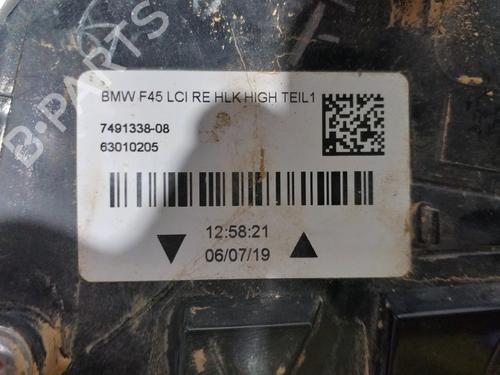 BMW F45 LCI RE HLK HIGH TEIL1
7491338-08
63010205
12:58:21
06/07/19
B-PARTS